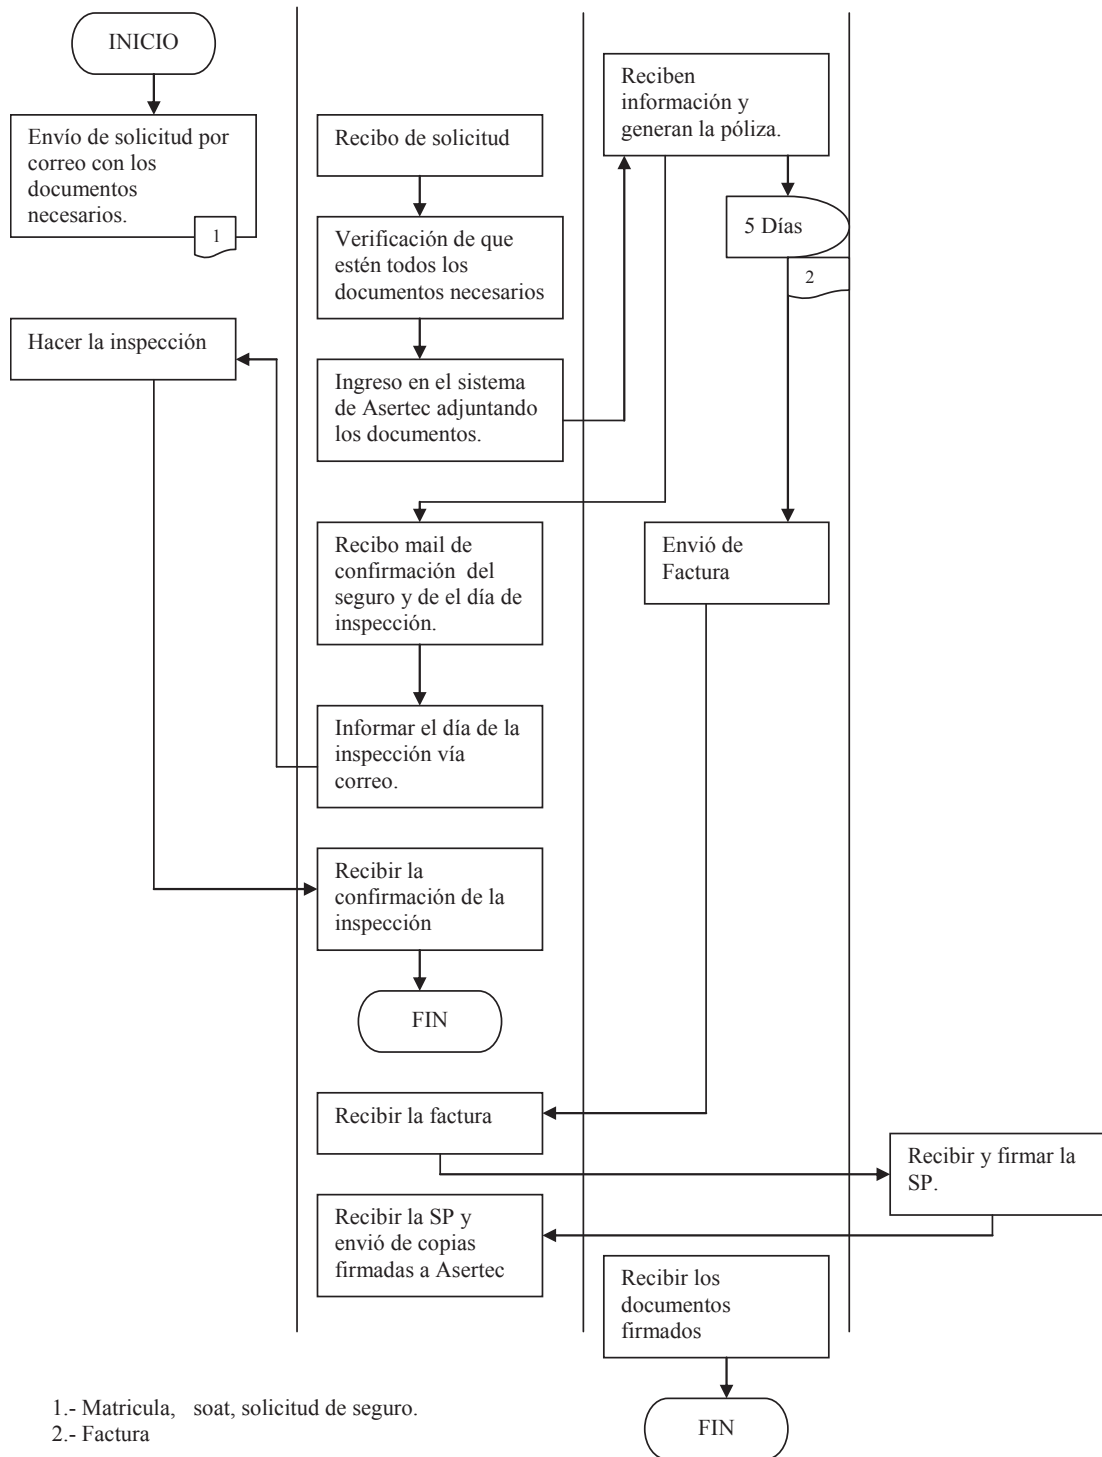 INICIO
Envío de solicitud por
correo con los
documentos
necesarios.
1
Hacer la inspección
Recibo de solicitud
Verificación de que
estén todos los
documentos necesarios
Ingreso en el sistema
de Asertec adjuntando
los documentos.
Recibo mail de
confirmación  del
seguro y de el día de
inspección.
Informar el día de la
inspección vía
correo.
Recibir la
confirmación de la
inspección
FIN
Recibir la factura
Recibir la SP y
envió de copias
firmadas a Asertec
Reciben
información y
generan la póliza.
5 Días
2
Envió de
Factura
Recibir los
documentos
firmados
FIN
Recibir y firmar la
SP.
1.- Matricula,   soat, solicitud de seguro.
2.- Factura